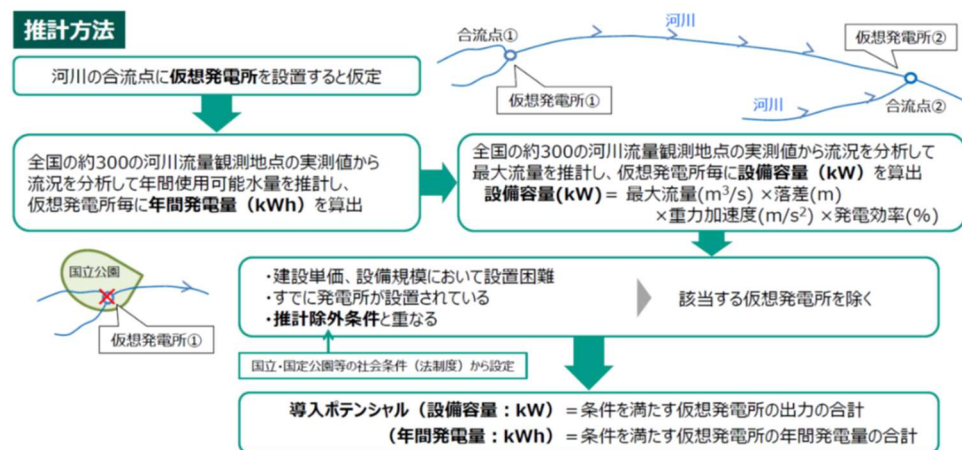 推計方法
河川の合流点に仮想発電所を設置すると仮定
合流点①
河川
仮想発電所②
仮想発電所①
河川
合流点②
全国の約300の河川流量観測地点の実測値から
流況を分析して年間使用可能水量を推計し、
仮想発電所毎に年間発電量（kWh）を算出
全国の約300の河川流量観測地点の実測値から流況を分析して
最大流量を推計し、仮想発電所毎に設備容量（kW）を算出
設備容量(kW)＝ 最大流量(m³/s) ×落差(m)
×重力加速度(m/s²) ×発電効率(%)
国立公園
仮想発電所①
・建設単価、設備規模において設置困難
・すでに発電所が設置されている
・推計除外条件と重なる
該当する仮想発電所を除く
国立・国定公園等の社会条件（法制度）から設定
導入ポテンシャル（設備容量：kW）＝条件を満たす仮想発電所の出力の合計
（年間発電量：kWh）＝条件を満たす仮想発電所の年間発電量の合計